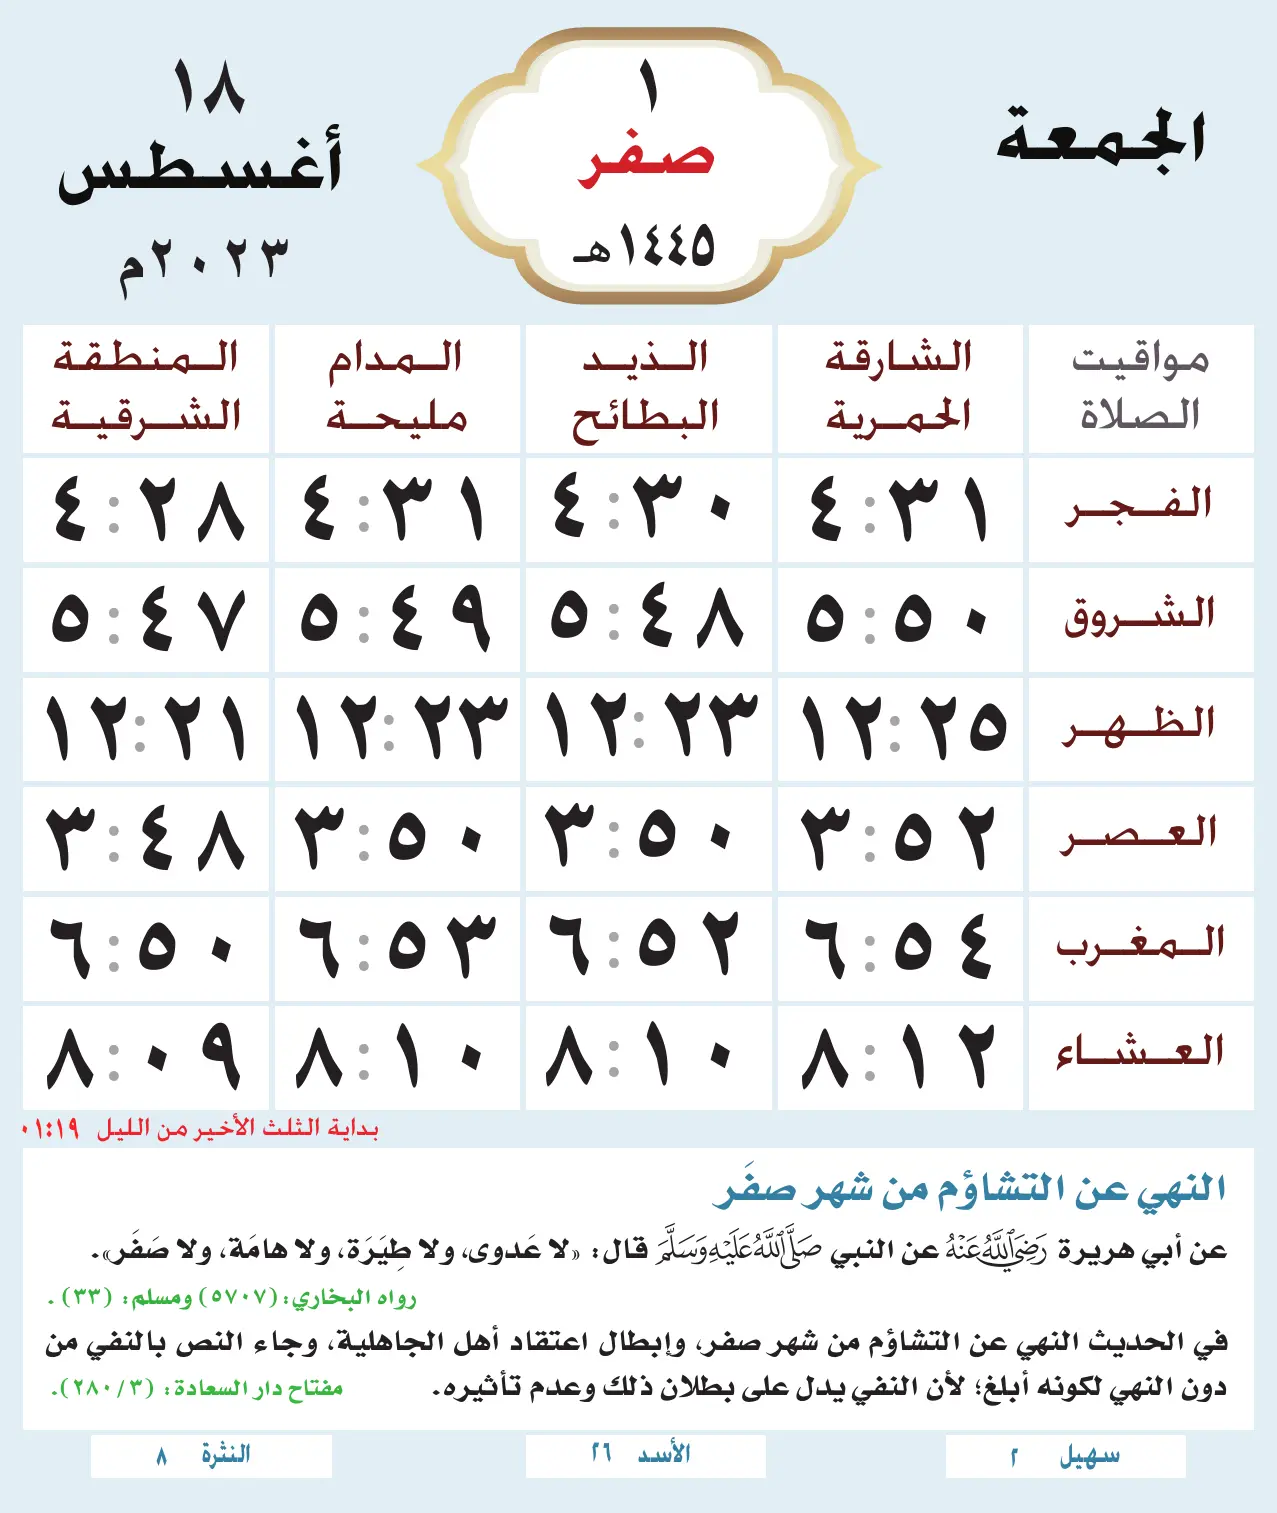 الجمعة
١
صفر
١٤٤٥هـ
١٨
أغسطس
٢٠٢٣م
مواقيت الصلاة | الشارقة الحمرية | الذيد البطائح | المدام مليحة | المنطقة الشرقية
الفجر ٤:٣١ ٤:٣٠ ٤:٣١ ٤:٢٨
الشروق ٥:٥٠ ٥:٤٨ ٥:٤٩ ٥:٤٧
الظهر ١٢:٢٥ ١٢:٢٣ ١٢:٢٣ ١٢:٢١
العصر ٣:٥٢ ٣:٥٠ ٣:٥٠ ٣:٤٨
المغرب ٦:٥٤ ٦:٥٢ ٦:٥٣ ٦:٥٠
العشاء ٨:١٢ ٨:١٠ ٨:١٠ ٨:٠٩
بداية الثلث الأخير من الليل ٠١:١٩
النهي عن التشاؤم من شهر صفَر
عن أبي هريرة رَضِيَ اللَّهُ عَنْهُ عن النبي صَلَّى اللَّهُ عَلَيْهِ وَسَلَّمَ قال: «لا عَدوى، ولا طِيَرَة، ولا هامَة، ولا صَفَر».
رواه البخاري: (٥٧٠٧) ومسلم: (٣٣) .
في الحديث النهي عن التشاؤم من شهر صفر، وإبطال اعتقاد أهل الجاهلية، وجاء النص بالنفي من
دون النهي لكونه أبلغ؛ لأن النفي يدل على بطلان ذلك وعدم تأثيره. مفتاح دار السعادة: (٢٨٠/٣).
سهيل ٢
الأسد ٢٦
النثرة ٨